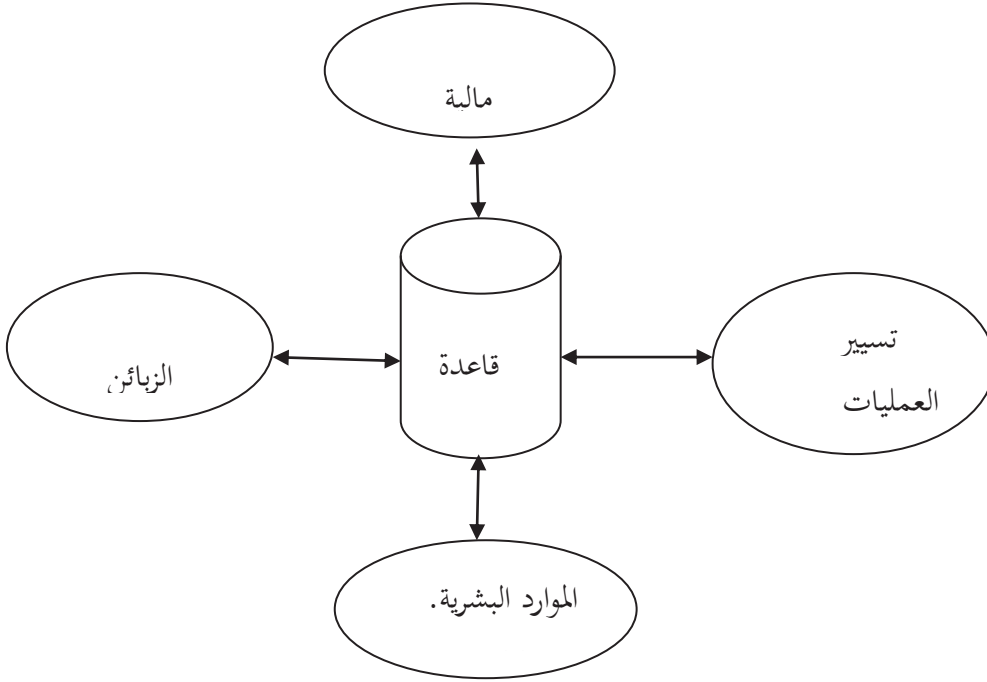 مالية
تسيير
قاعدة
الزبائن
العمليات
الموارد البشرية.